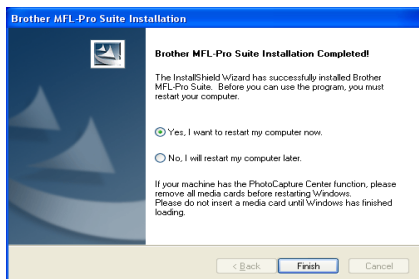 Brother MFL-Pro Suite Installation
Brother MFL-Pro Suite Installation Completed!
The InstallShield Wizard has successfully installed Brother
MFL-Pro Suite. Before you can use the program, you must
restart your computer.
Yes, I want to restart my computer now.
No, I will restart my computer later.
If your machine has the PhotoCapture Center function, please
remove all media cards before restarting Windows.
Please do not insert a media card until Windows has finished
loading.
< Back Finish Cancel